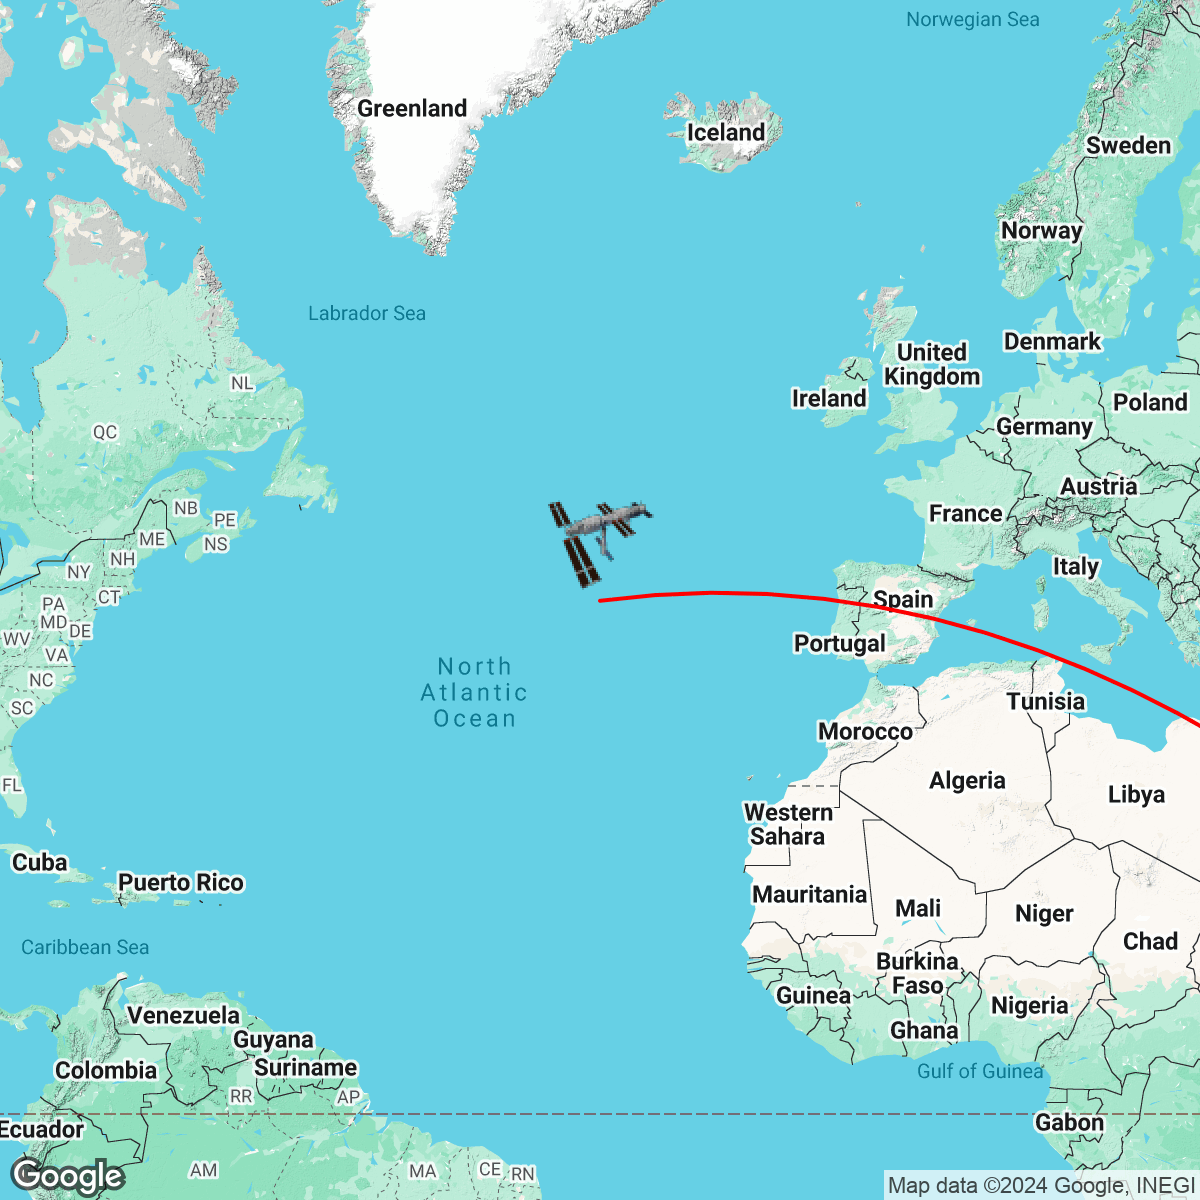 Norwegian Sea
Greenland
Iceland
Sweden
Norway
Labrador Sea
Denmark
United
Kingdom
NL
Ireland
Poland
QC
Germany
Austria
NB
PE
France
ME
NS
NH
Italy
NY
CT
Spain
PA
MD
DE
WV
Portugal
VA
North
Atlantic
Ocean
NC
Tunisia
SC
Morocco
FL
Algeria
Libya
Western
Sahara
Cuba
Puerto Rico
Mauritania
Mali
Niger
Caribbean Sea
Chad
Burkina
Faso
Guinea
Nigeria
Venezuela
Ghana
Guyana
Suriname
Colombia
Gulf of Guinea
RR
AP
Ecuador
Gabon
AM
MA
CE
RN
Google
Map data ©2024 Google, INEGI